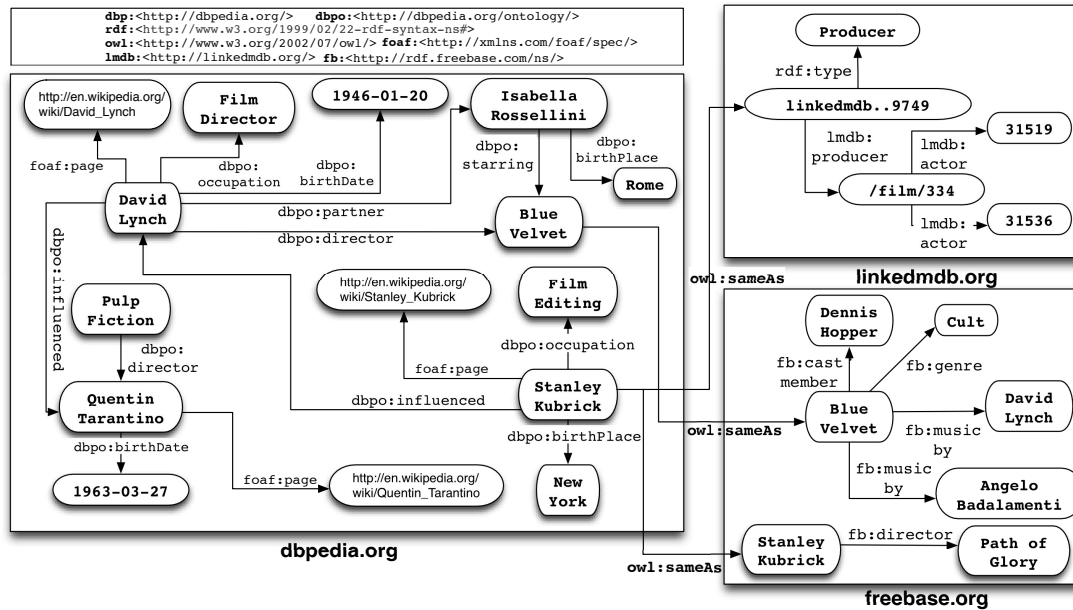 dbp:<http://dbpedia.org/> dbpo:<http://dbpedia.org/ontology/>
rdf:<http://www.w3.org/1999/02/22-rdf-syntax-ns#>
owl:<http://www.w3.org/2002/07/owl/> foaf:<http://xmlns.com/foaf/spec/>
lmdb:<http://linkedmdb.org/> fb:<http://rdf.freebase.com/ns/>
http://en.wikipedia.org/
wiki/David_Lynch
Film
Director
1946-01-20
Isabella
Rossellini
foaf:page
dbpo:
occupation
dbpo:
birthDate
dbpo:
starring
dbpo:
birthPlace
Rome
David
Lynch
dbpo:partner
dbpo:director
Blue
Velvet
dbpo:influenced
http://en.wikipedia.org/
wiki/Stanley_Kubrick
Film
Editing
Pulp
Fiction
dbpo:
director
dbpo:occupation
foaf:page
Quentin
Tarantino
dbpo:influenced
Stanley
Kubrick
dbpo:birthDate
dbpo:birthPlace
1963-03-27
foaf:page
http://en.wikipedia.org/
wiki/Quentin_Tarantino
New
York
dbpedia.org
owl:sameAs
owl:sameAs
owl:sameAs
Producer
rdf:type
linkedmdb..9749
lmdb:
producer
lmdb:
actor
31519
/film/334
lmdb:
actor
31536
linkedmdb.org
Dennis
Hopper
Cult
fb:cast
member
fb:genre
Blue
Velvet
David
Lynch
fb:music
by
fb:music
by
Angelo
Badalamenti
Stanley
Kubrick
fb:director
Path of
Glory
freebase.org